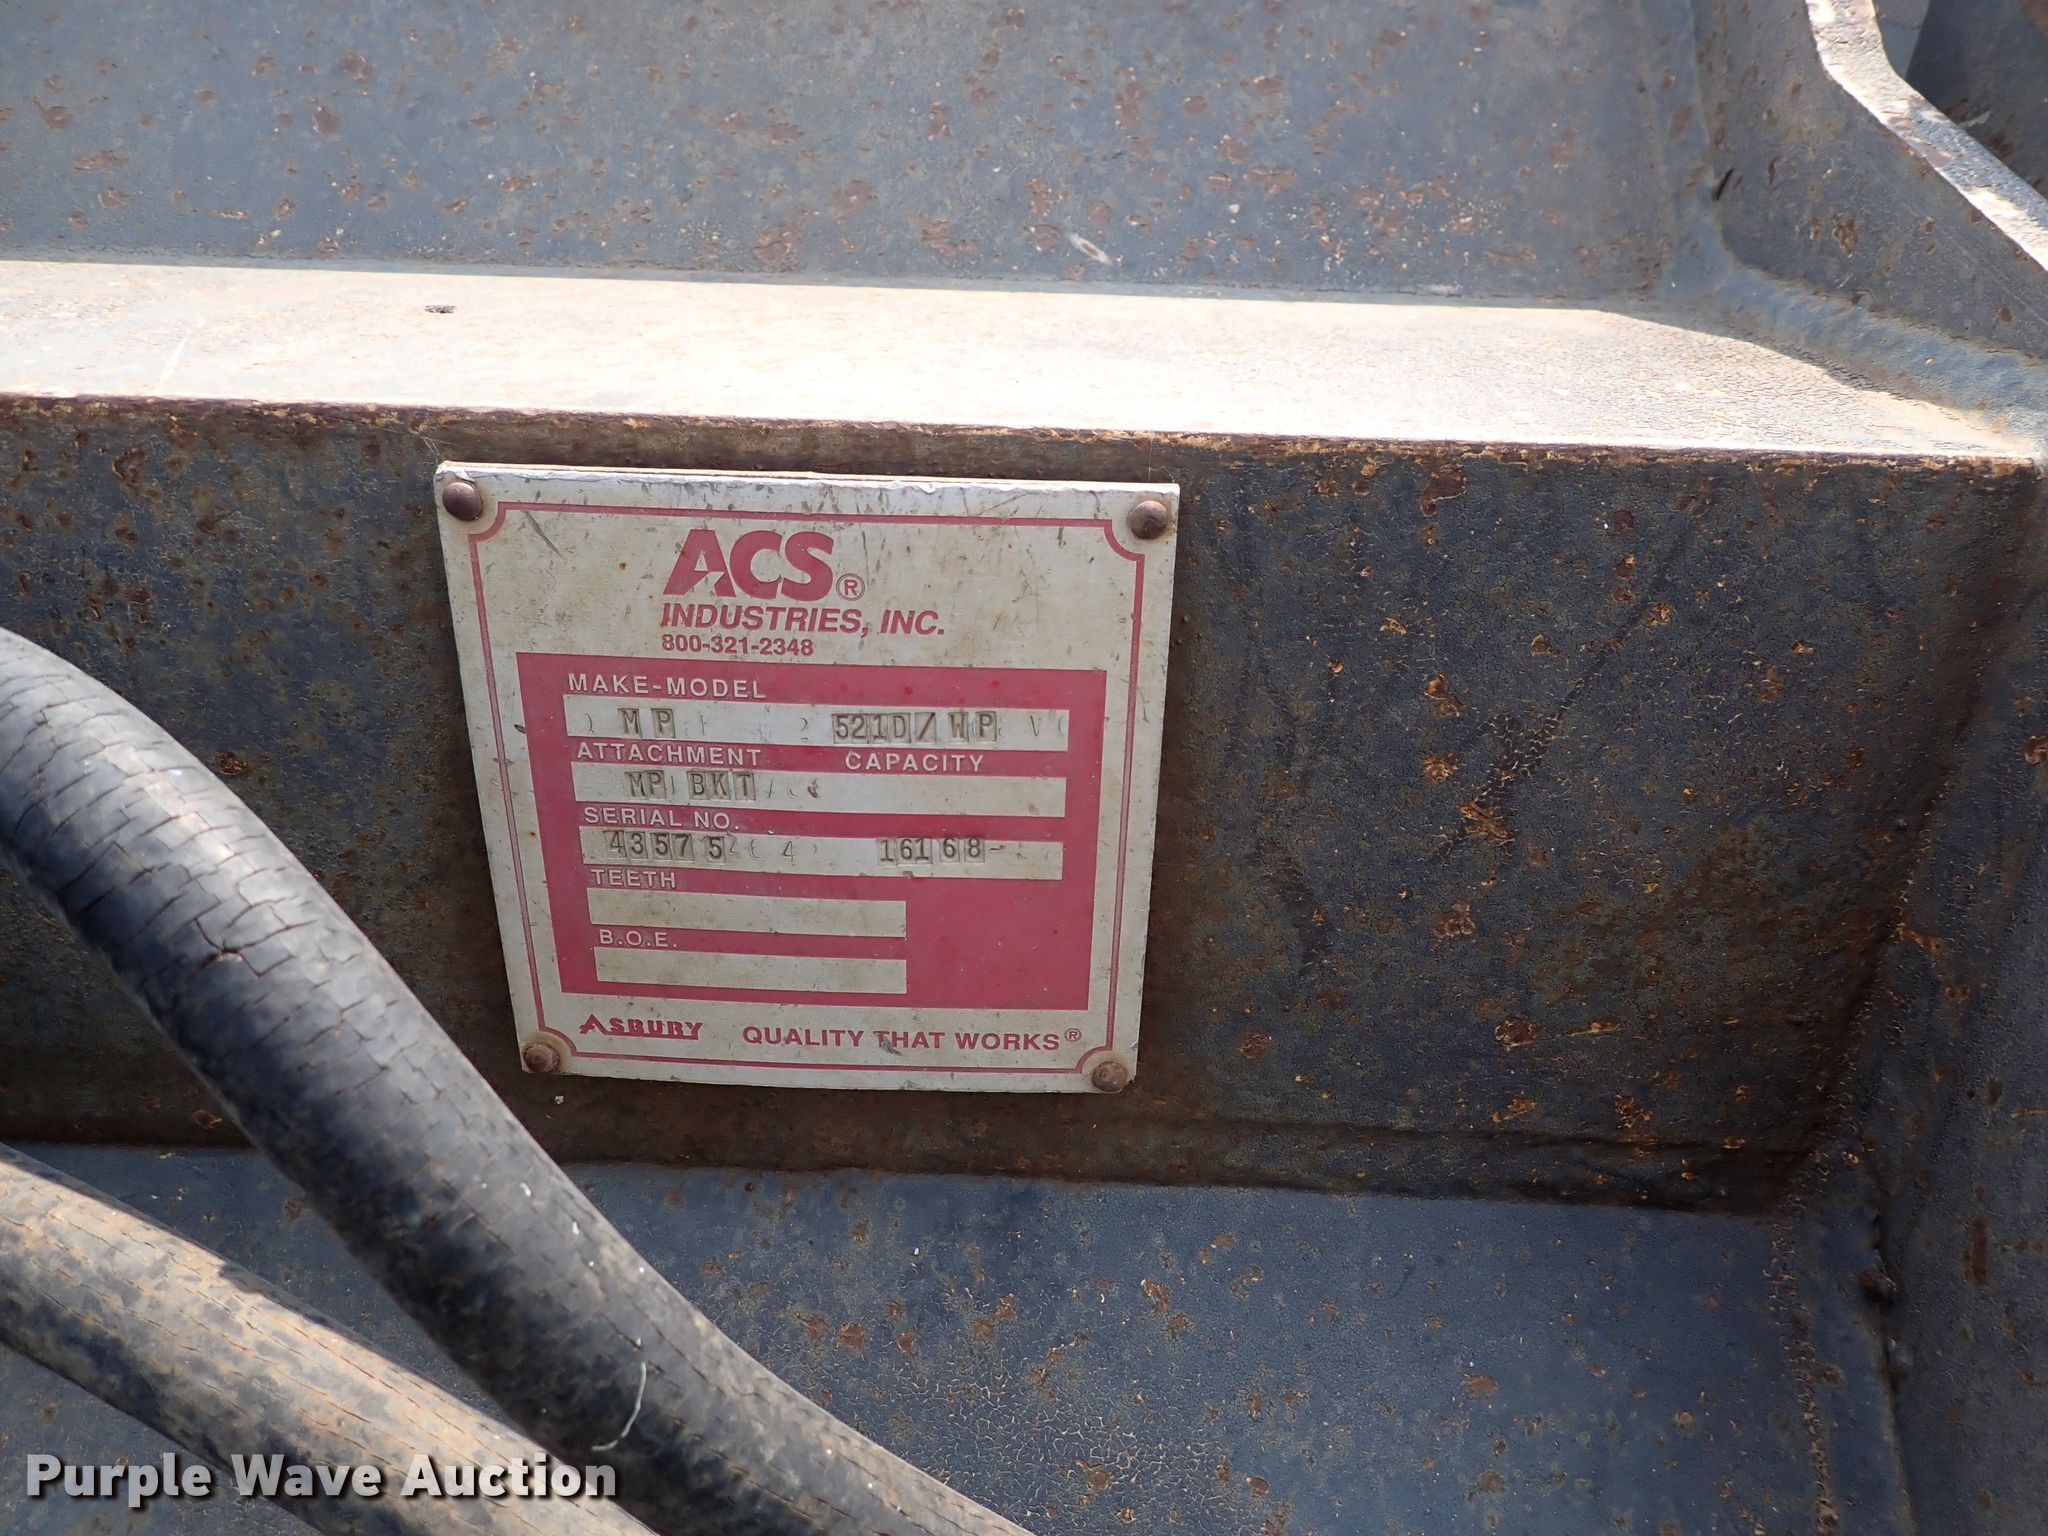 ACS®
INDUSTRIES, INC.
800-321-2348
MAKE-MODEL
MP 521D/WP
ATTACHMENT CAPACITY
MP BKT
SERIAL NO.
43575 16168-
TEETH
B.O.E.
ASBURY QUALITY THAT WORKS®
Purple Wave Auction